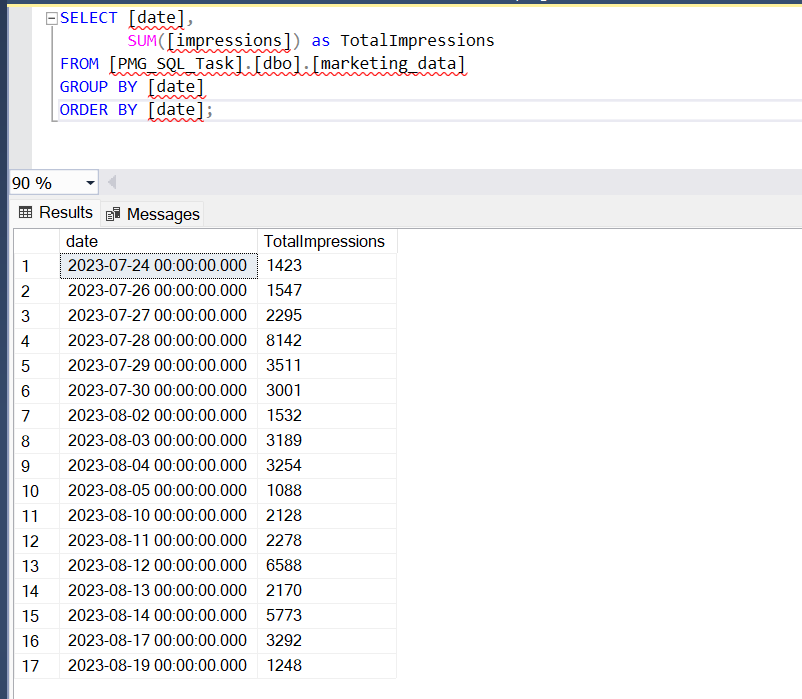 SELECT [date],
SUM([impressions]) as TotalImpressions
FROM [PMG_SQL_Task].[dbo].[marketing_data]
GROUP BY [date]
ORDER BY [date];
90 %
Results Messages
date TotalImpressions
1 2023-07-24 00:00:00.000 1423
2 2023-07-26 00:00:00.000 1547
3 2023-07-27 00:00:00.000 2295
4 2023-07-28 00:00:00.000 8142
5 2023-07-29 00:00:00.000 3511
6 2023-07-30 00:00:00.000 3001
7 2023-08-02 00:00:00.000 1532
8 2023-08-03 00:00:00.000 3189
9 2023-08-04 00:00:00.000 3254
10 2023-08-05 00:00:00.000 1088
11 2023-08-10 00:00:00.000 2128
12 2023-08-11 00:00:00.000 2278
13 2023-08-12 00:00:00.000 6588
14 2023-08-13 00:00:00.000 2170
15 2023-08-14 00:00:00.000 5773
16 2023-08-17 00:00:00.000 3292
17 2023-08-19 00:00:00.000 1248